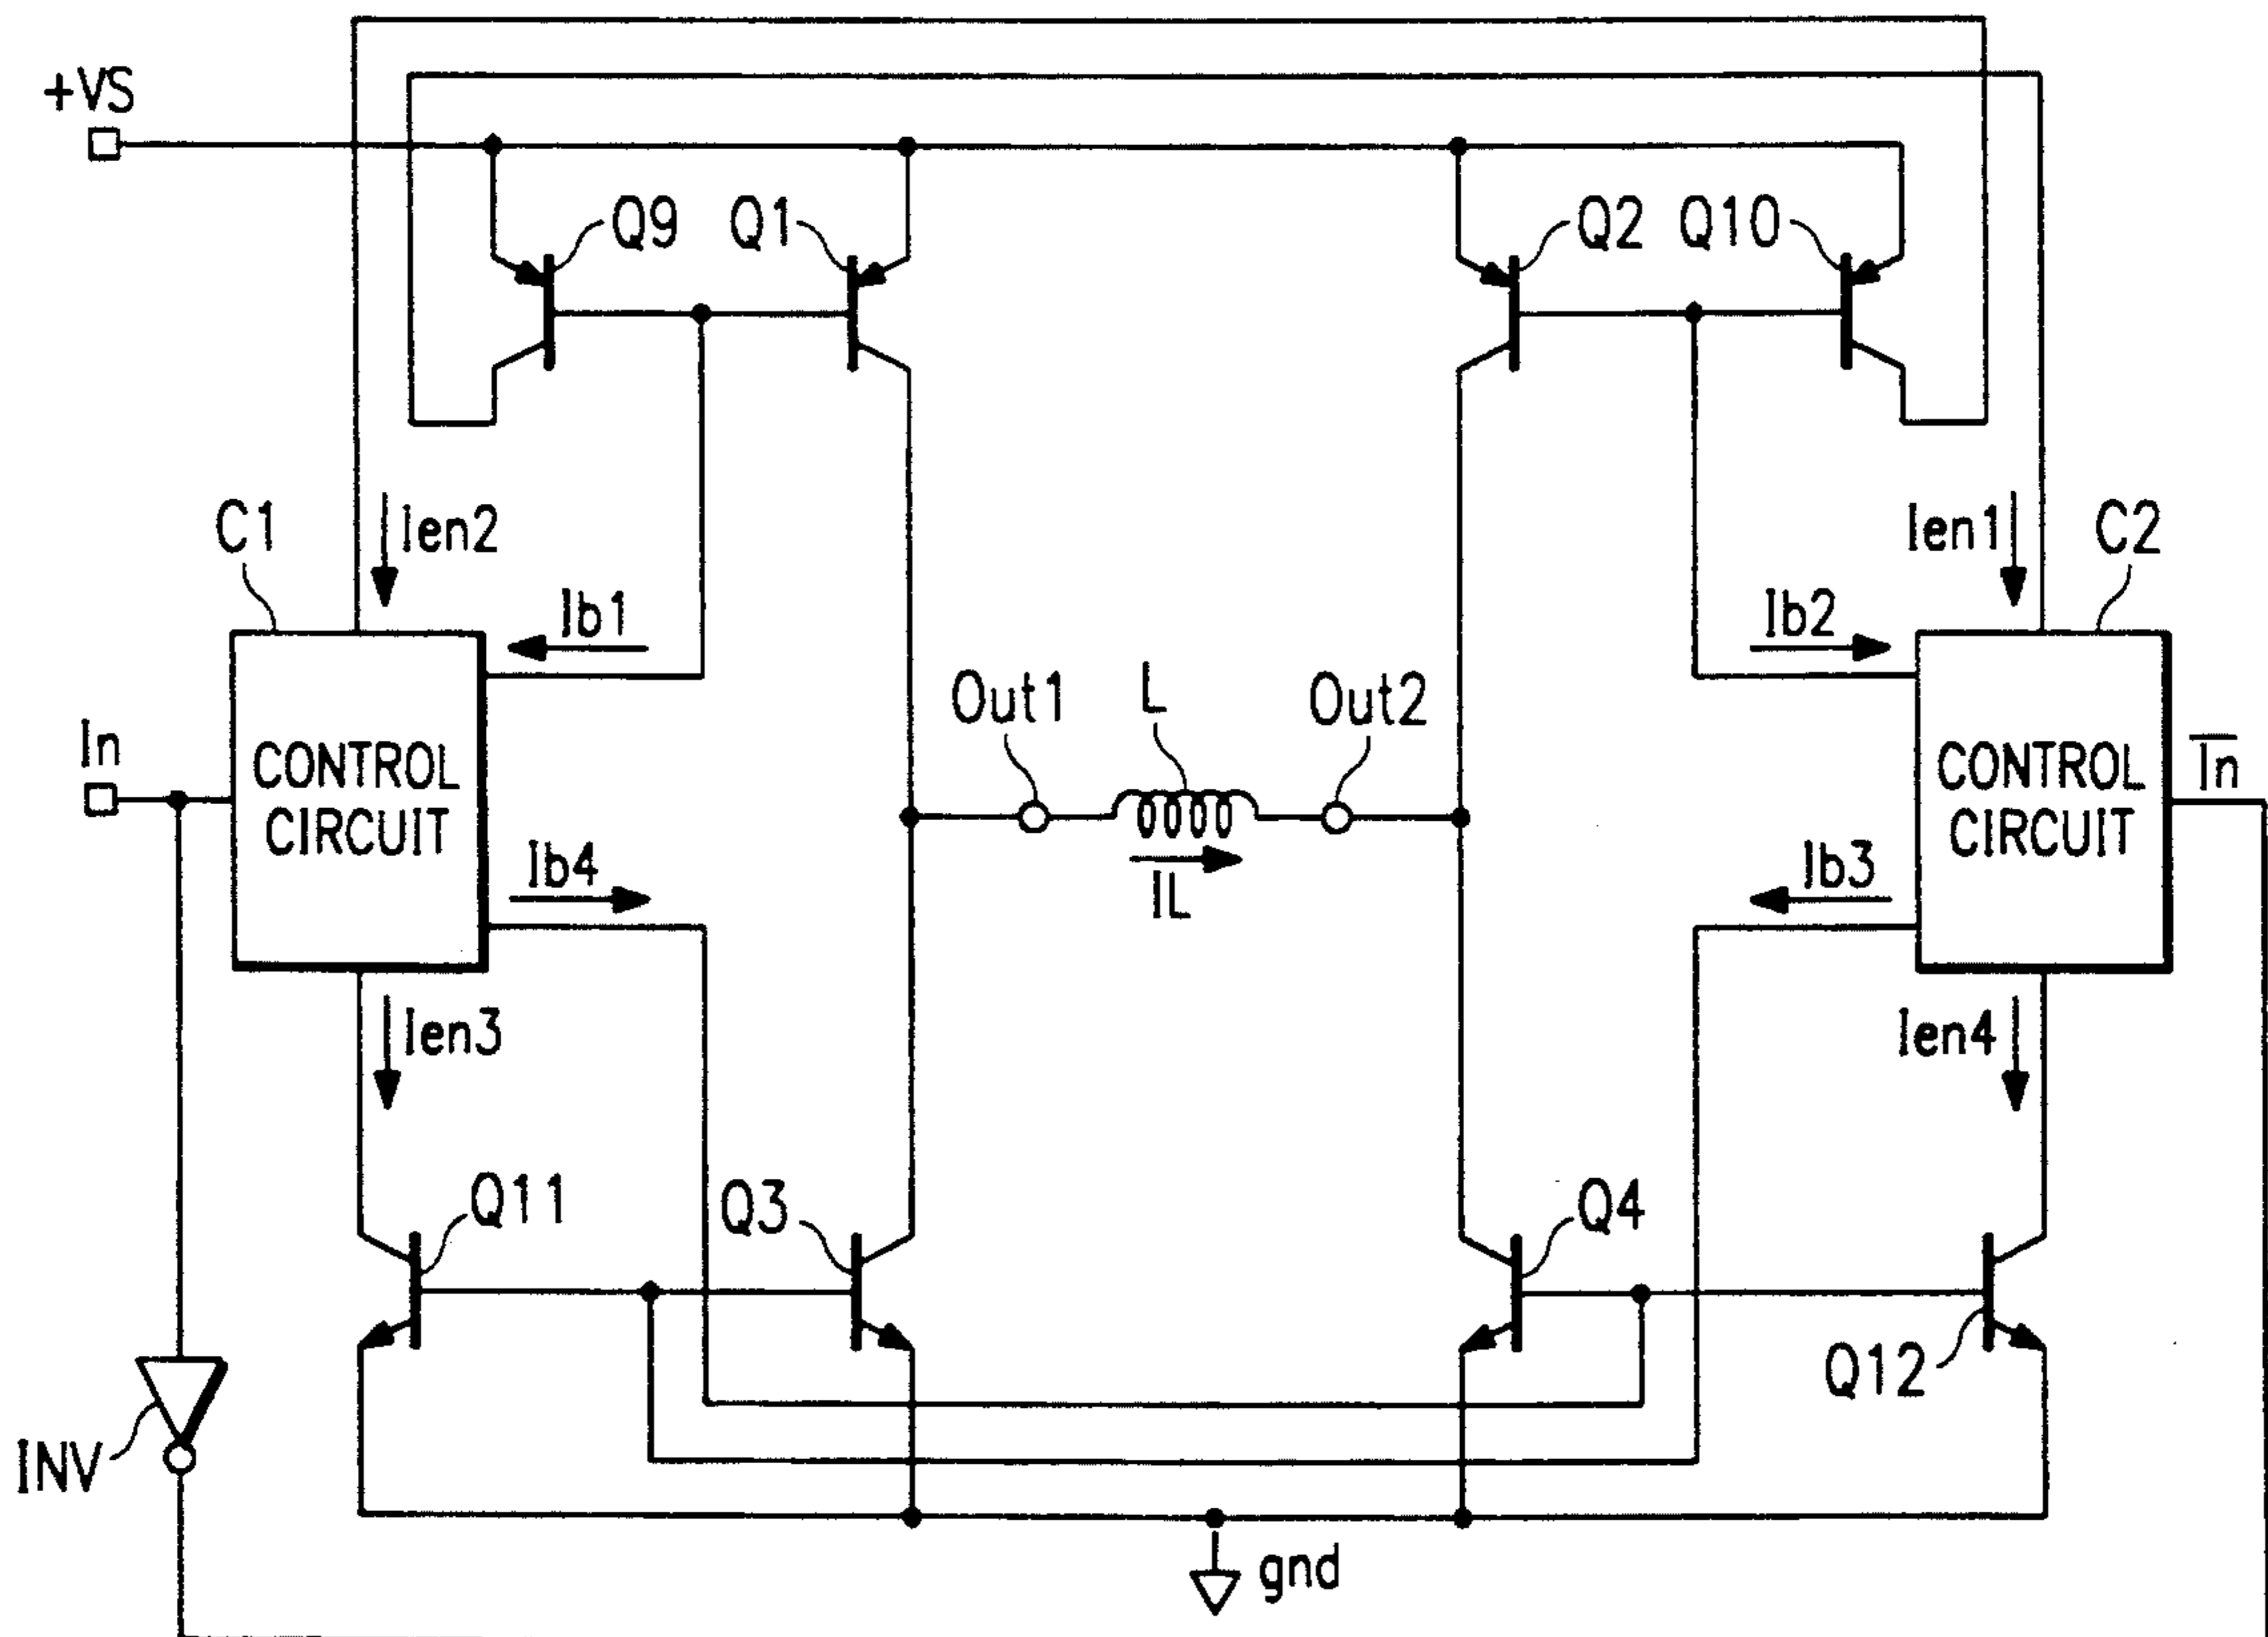 +VS
Q9
Q1
Q2
Q10
C1
Ien2
Ien1
C2
Ib1
Ib2
Out1
L
Out2
In
CONTROL
CIRCUIT
CONTROL
CIRCUIT
I̅n̅
Ib4
IL
Ib3
Ien3
Ien4
Q11
Q3
Q4
Q12
INV
gnd